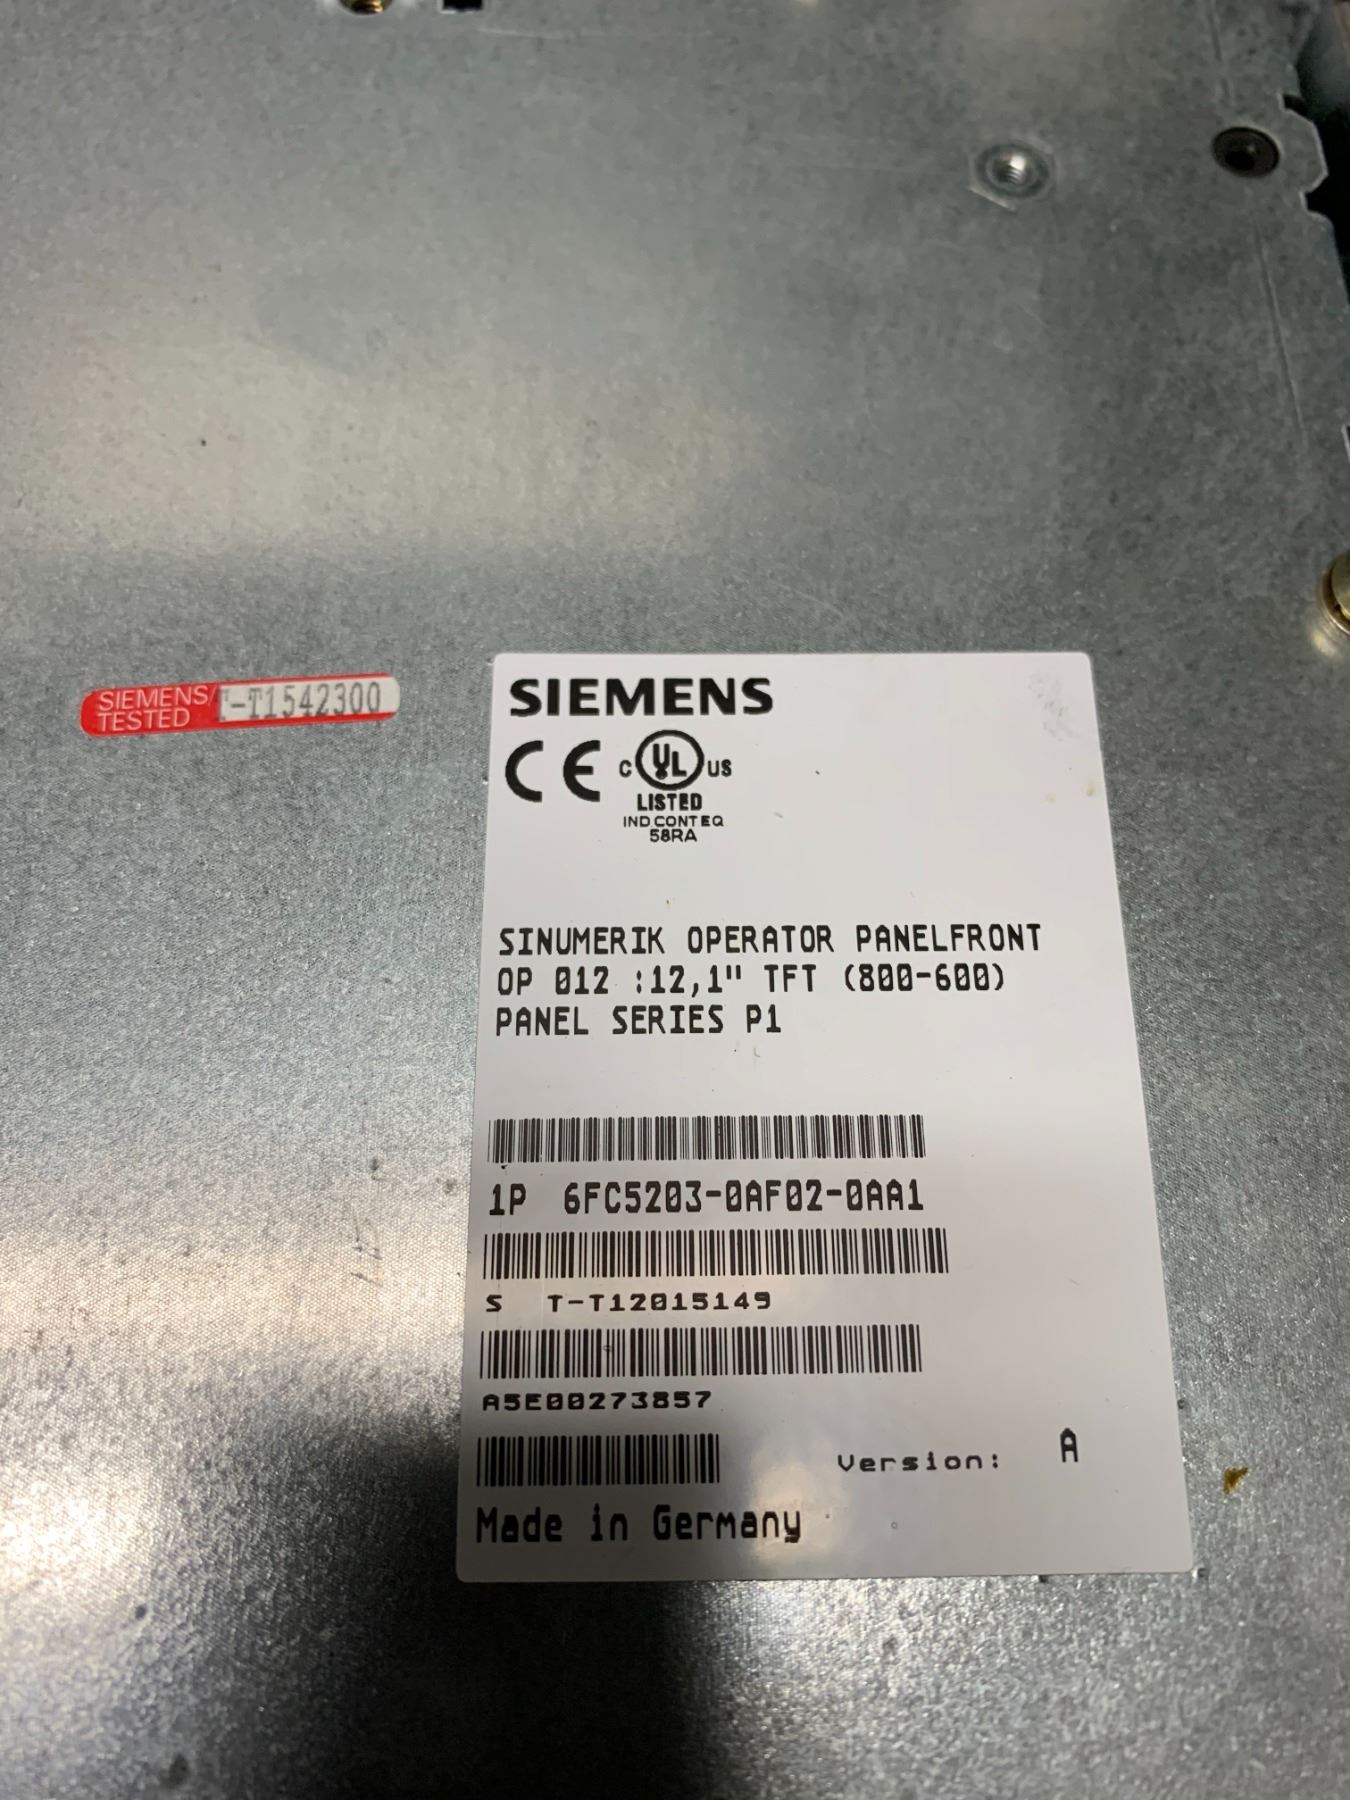 SIEMENS/
TESTED
-T1542300
SIEMENS
CE
C UL US
LISTED
IND CONT EQ
58RA
SINUMERIK OPERATOR PANELFRONT
OP 012 :12,1" TFT (800-600)
PANEL SERIES P1
1P 6FC5203-0AF02-0AA1
S T-T12015149
A5E00273857
Version: A
Made in Germany